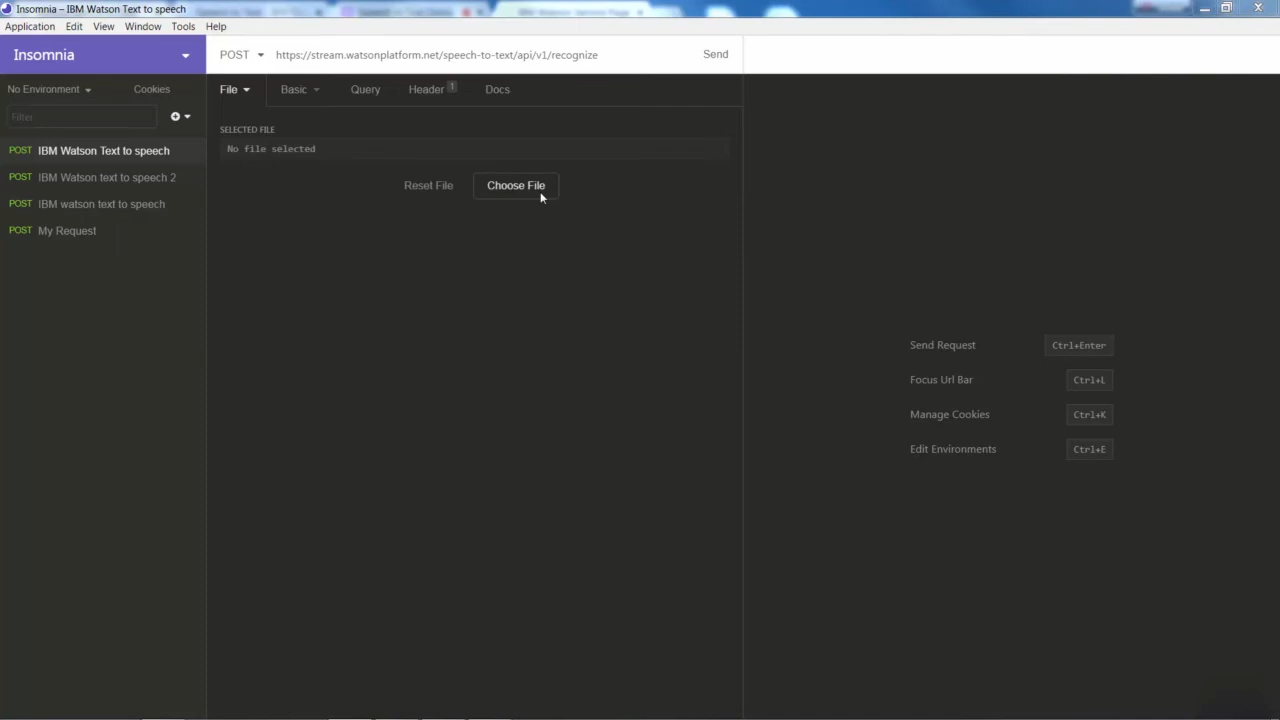 Insomnia – IBM Watson Text to speech
Application Edit View Window Tools Help
Insomnia
POST https://stream.watsonplatform.net/speech-to-text/api/v1/recognize Send
No Environment Cookies
File Basic Query Header 1 Docs
Filter
SELECTED FILE
No file selected
Reset File Choose File
POST IBM Watson Text to speech
POST IBM Watson text to speech 2
POST IBM watson text to speech
POST My Request
Send Request Ctrl+Enter
Focus Url Bar Ctrl+L
Manage Cookies Ctrl+K
Edit Environments Ctrl+E